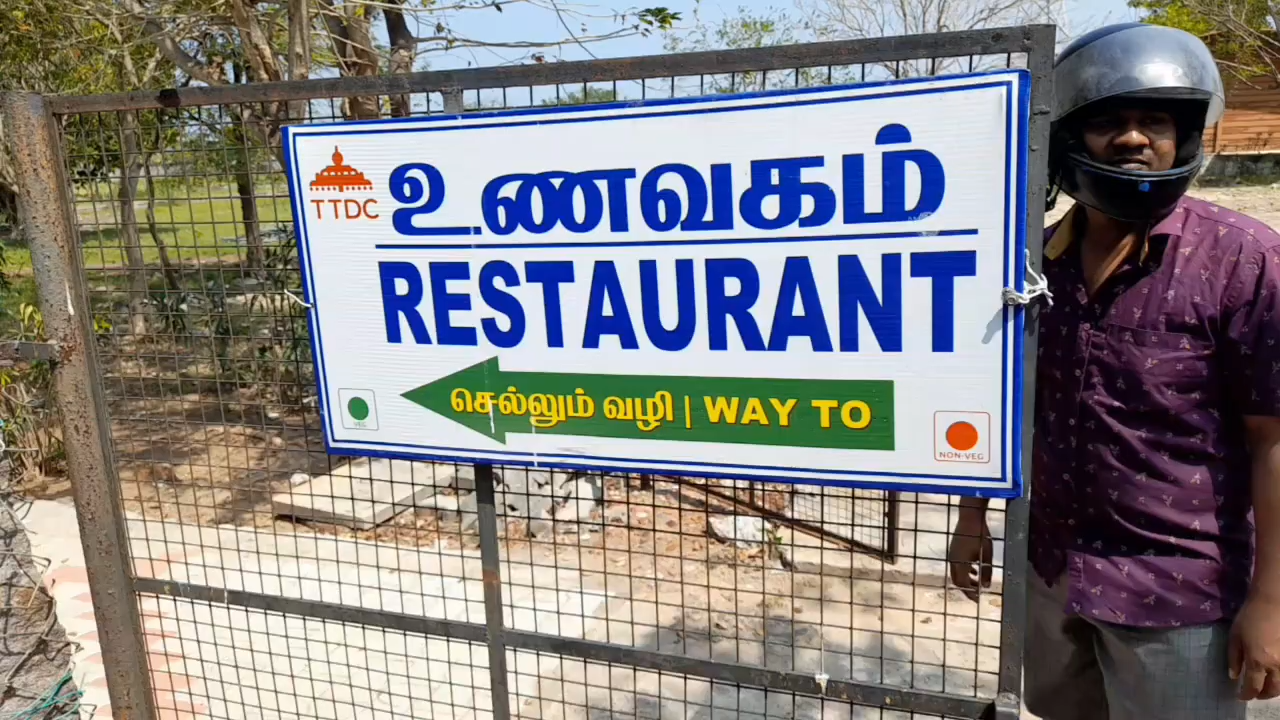 TTDC
உணவகம்
RESTAURANT
செல்லும் வழி | WAY TO
VEG
NON-VEG